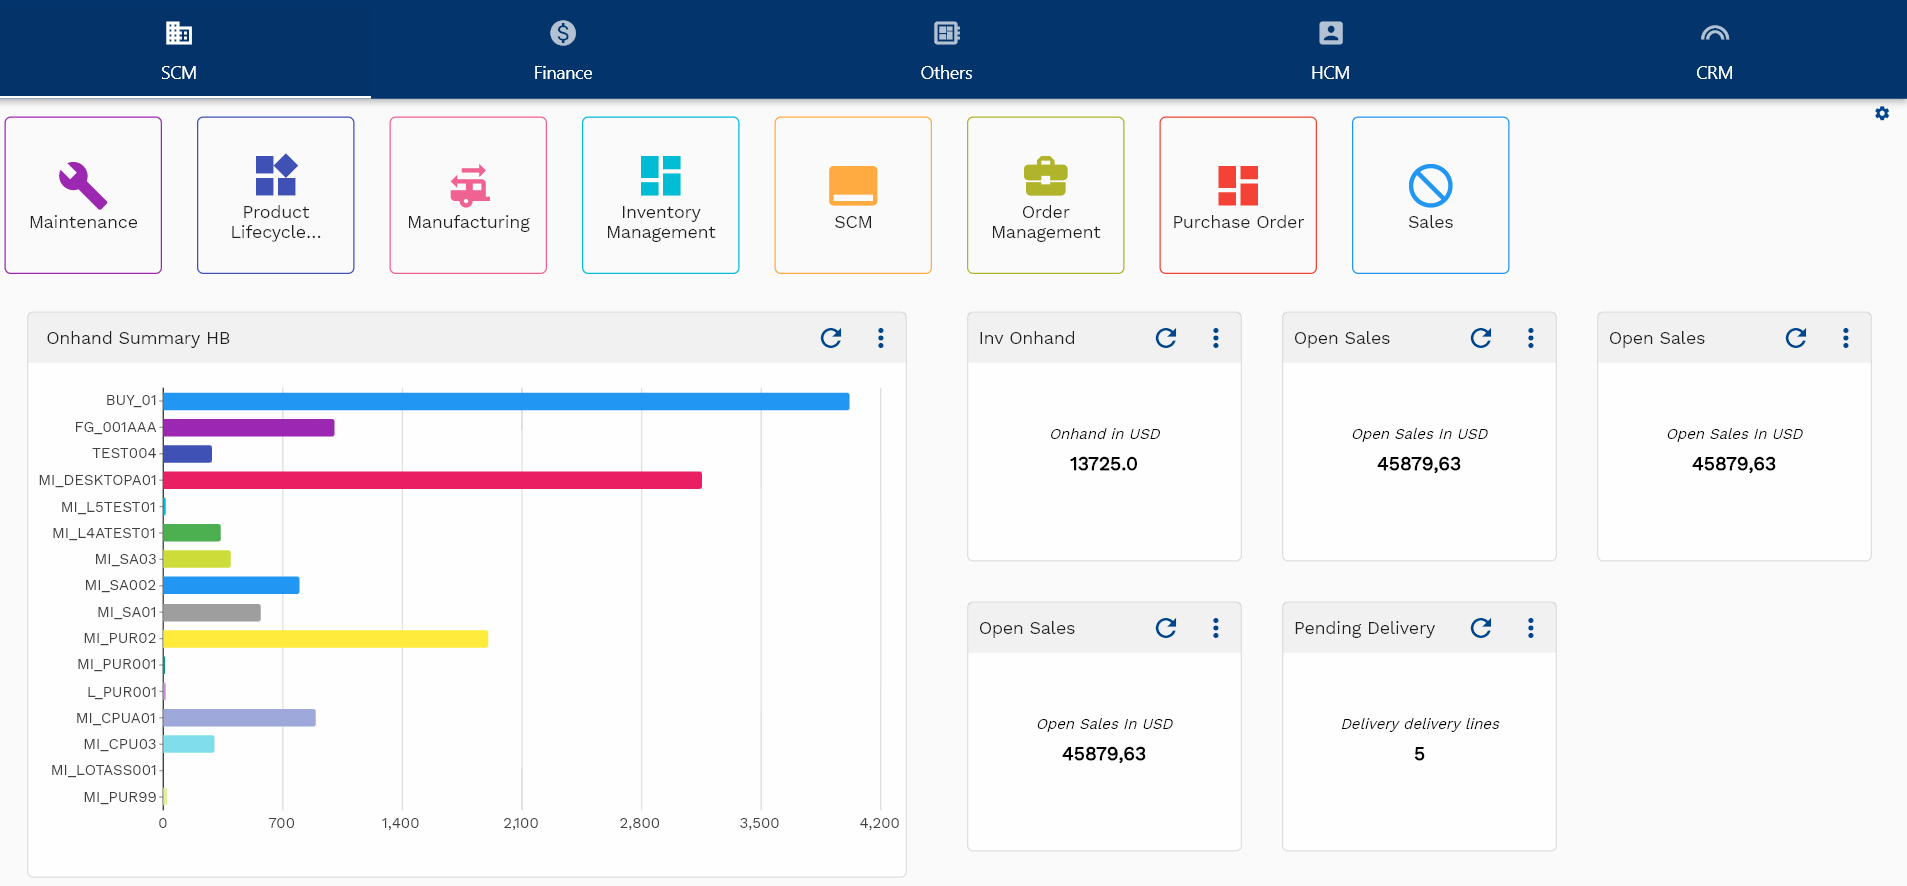 SCM
Finance
Others
HCM
CRM
Maintenance
Product
Lifecycle...
Manufacturing
Inventory
Management
SCM
Order
Management
Purchase Order
Sales
Onhand Summary HB
BUY_01
FG_001AAA
TEST004
MI_DESKTOPA01
MI_L5TEST01
MI_L4ATEST01
MI_SA03
MI_SA002
MI_SA01
MI_PUR02
MI_PUR001
L_PUR001
MI_CPUA01
MI_CPU03
MI_LOTASS001
MI_PUR99
0 700 1,400 2,100 2,800 3,500 4,200
Inv Onhand
Onhand in USD
13725.0
Open Sales
Open Sales In USD
45879,63
Open Sales
Open Sales In USD
45879,63
Open Sales
Open Sales In USD
45879,63
Pending Delivery
Delivery delivery lines
5